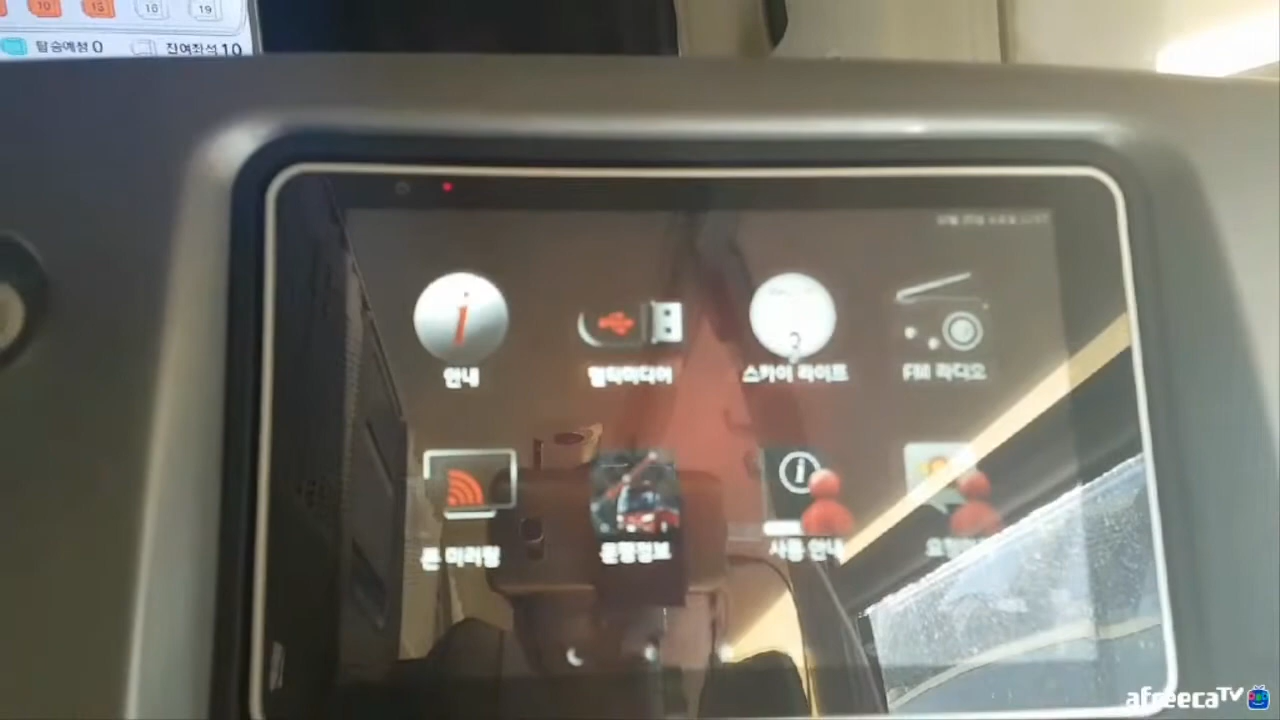 10 13 16 19
탑승예정 0 잔여좌석 10
안내 멀티미디어 스카이 라이트 FM 라디오
폰 미러링 운행정보 사용 안내
afreecaTV